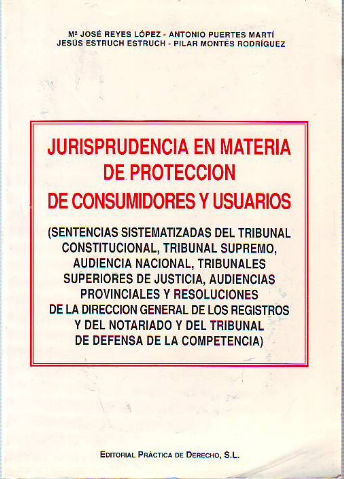 Mª JOSÉ REYES LÓPEZ - ANTONIO PUERTES MARTÍ
JESÚS ESTRUCH ESTRUCH - PILAR MONTES RODRÍGUEZ
JURISPRUDENCIA EN MATERIA
DE PROTECCION
DE CONSUMIDORES Y USUARIOS
(SENTENCIAS SISTEMATIZADAS DEL TRIBUNAL
CONSTITUCIONAL, TRIBUNAL SUPREMO,
AUDIENCIA NACIONAL, TRIBUNALES
SUPERIORES DE JUSTICIA, AUDIENCIAS
PROVINCIALES Y RESOLUCIONES
DE LA DIRECCION GENERAL DE LOS REGISTROS
Y DEL NOTARIADO Y DEL TRIBUNAL
DE DEFENSA DE LA COMPETENCIA)
EDITORIAL PRÁCTICA DE DERECHO, S.L.